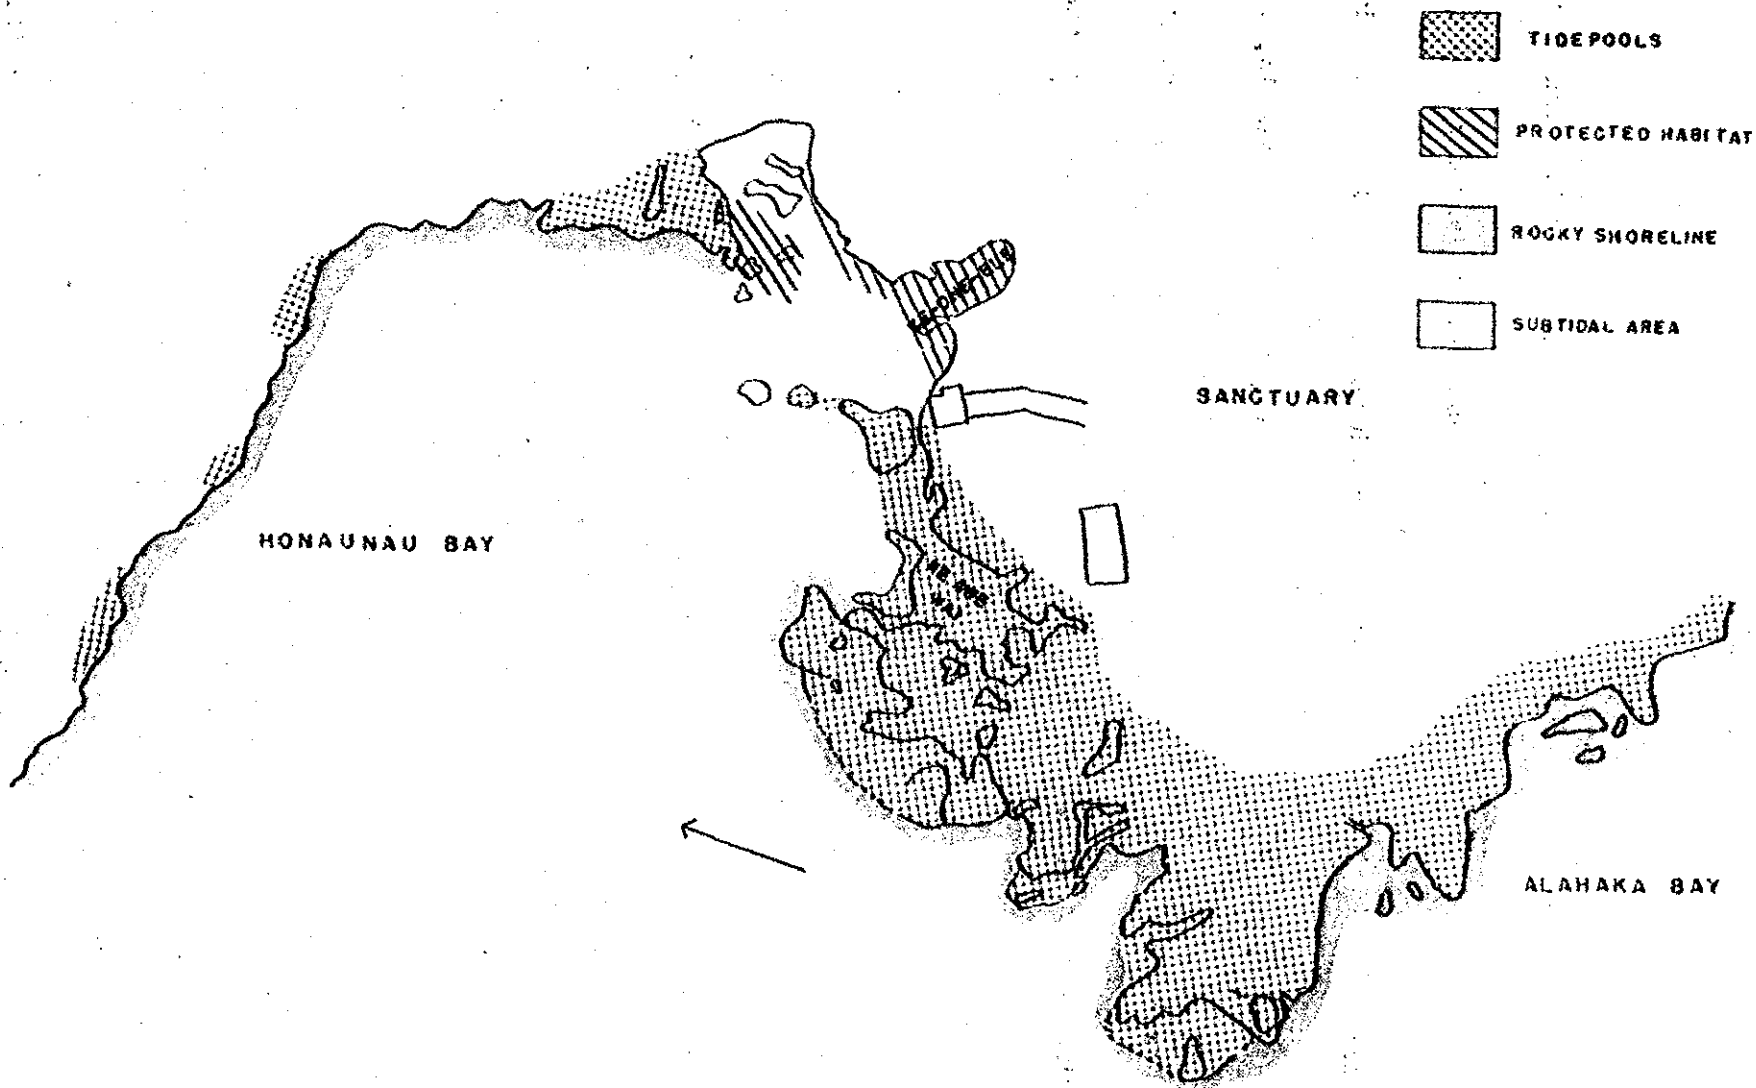 TIDEPOOLS
PROTECTED HABITAT
ROCKY SHORELINE
SUBTIDAL AREA
SANCTUARY
HONAUNAU BAY
ALAHAKA BAY